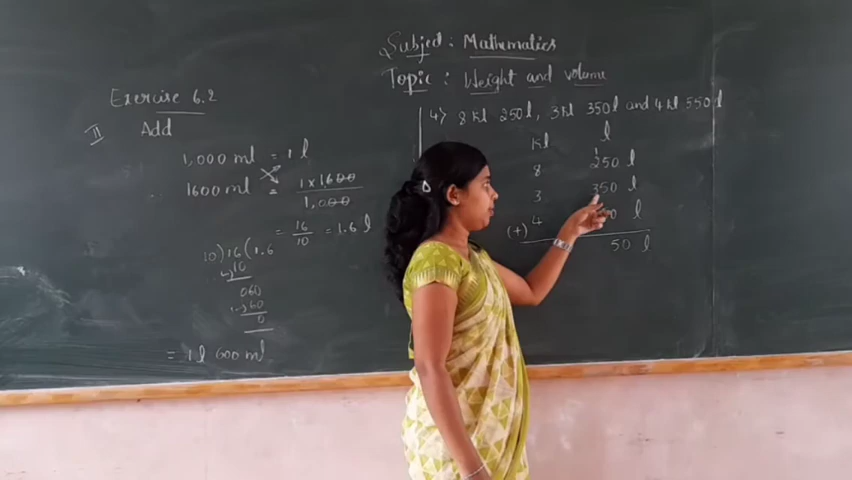 Subject : Mathematics
Topic : Weight and volume
Exercise 6.2
II Add
1,000 ml = 1 l
∴ 1600 ml = 1 x 1600 / 1,000
= 16/10 = 1.6 l
10) 16 ( 1.6
(-) 10
060
(-) 60
0
= 1 l 600 ml
4) 8 Kl 250 l, 3 Kl 350 l and 4 Kl 550 l
Kl l
1
8 250 l
3 350 l
(+) 4 0 l
50 l